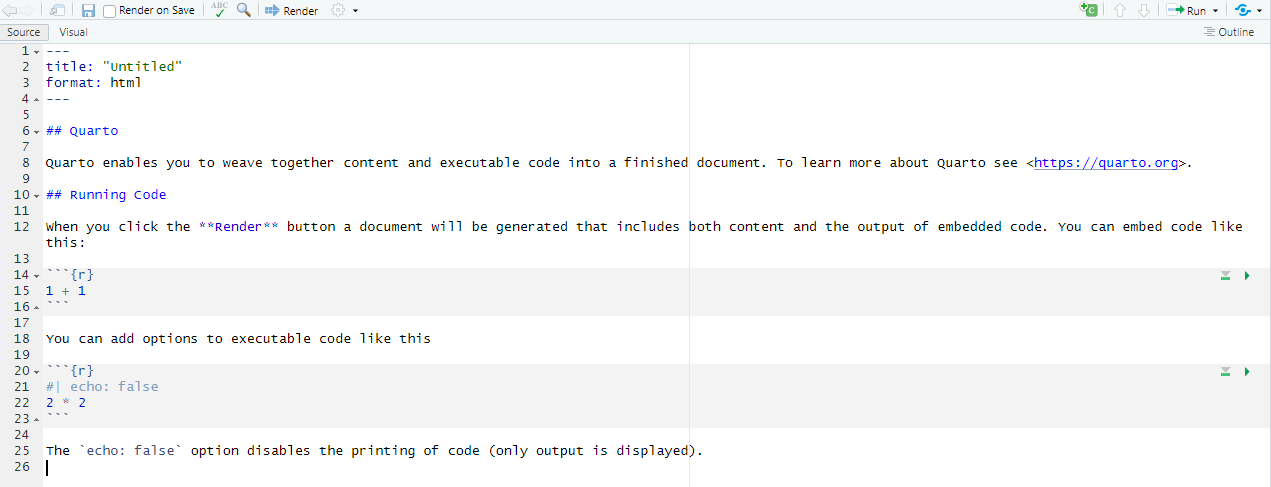 Render on Save ABC Render Run
Source Visual Outline
1 ---
2 title: "Untitled"
3 format: html
4 ---
5
6 ## Quarto
7
8 Quarto enables you to weave together content and executable code into a finished document. To learn more about Quarto see <https://quarto.org>.
9
10 ## Running Code
11
12 When you click the **Render** button a document will be generated that includes both content and the output of embedded code. You can embed code like
this:
13
14 ```{r}
15 1 + 1
16 ```
17
18 You can add options to executable code like this
19
20 ```{r}
21 #| echo: false
22 2 * 2
23 ```
24
25 The `echo: false` option disables the printing of code (only output is displayed).
26